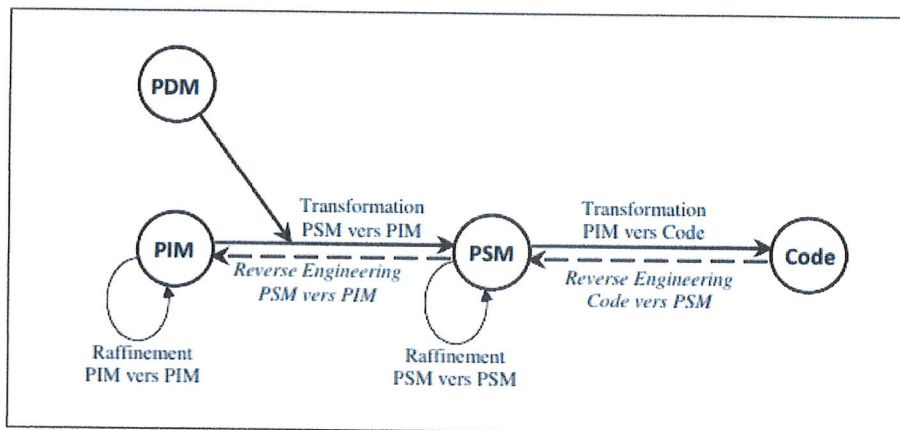 PDM
Transformation
PSM vers PIM
Transformation
PIM vers Code
PIM
PSM
Code
Reverse Engineering
PSM vers PIM
Reverse Engineering
Code vers PSM
Raffinement
PIM vers PIM
Raffinement
PSM vers PSM